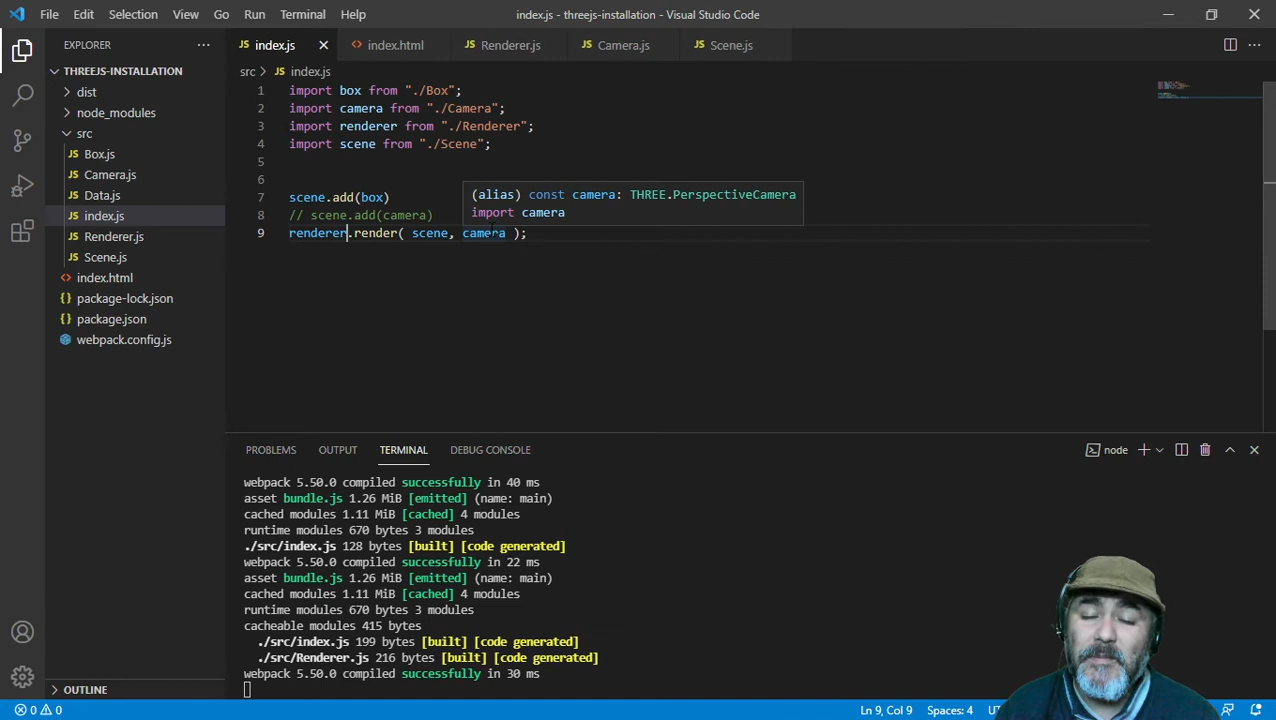 File Edit Selection View Go Run Terminal Help
index.js - threejs-installation - Visual Studio Code
EXPLORER
JS index.js
index.html
JS Renderer.js
JS Camera.js
JS Scene.js
THREEJS-INSTALLATION
dist
node_modules
src
JS Box.js
JS Camera.js
JS Data.js
JS index.js
JS Renderer.js
JS Scene.js
index.html
package-lock.json
package.json
webpack.config.js
OUTLINE
src > JS index.js
1 import box from "./Box";
2 import camera from "./Camera";
3 import renderer from "./Renderer";
4 import scene from "./Scene";
5
6
7 scene.add(box)
8 // scene.add(camera)
9 renderer.render( scene, camera );
(alias) const camera: THREE.PerspectiveCamera
import camera
PROBLEMS OUTPUT TERMINAL DEBUG CONSOLE
node
webpack 5.50.0 compiled successfully in 40 ms
asset bundle.js 1.26 MiB [emitted] (name: main)
cached modules 1.11 MiB [cached] 4 modules
runtime modules 670 bytes 3 modules
./src/index.js 128 bytes [built] [code generated]
webpack 5.50.0 compiled successfully in 22 ms
asset bundle.js 1.26 MiB [emitted] (name: main)
cached modules 1.11 MiB [cached] 4 modules
runtime modules 670 bytes 3 modules
cacheable modules 415 bytes
./src/index.js 199 bytes [built] [code generated]
./src/Renderer.js 216 bytes [built] [code generated]
webpack 5.50.0 compiled successfully in 30 ms
0 0
Ln 9, Col 9 Spaces: 4